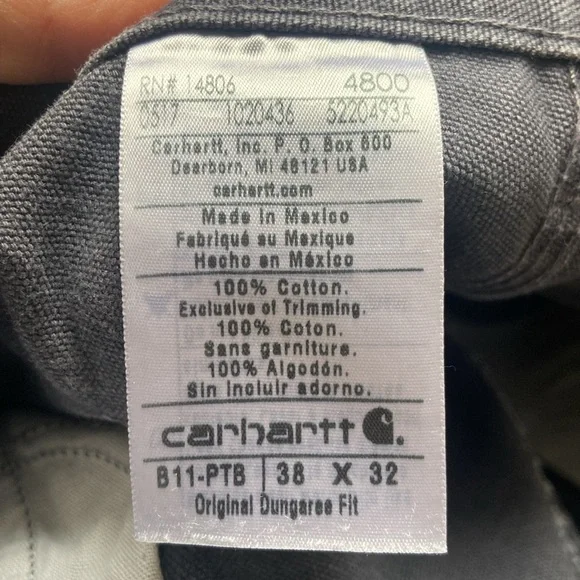 RN# 14806 4800
0517 1020436 5220493A
Carhartt, Inc. P. O. Box 600
Dearborn, MI 48121 USA
carhartt.com
Made in Mexico
Fabriqué au Mexique
Hecho en México
100% Cotton.
Exclusive of Trimming.
100% Coton.
Sans garniture.
100% Algodón.
Sin Incluir adorno.
carhartt
B11-PTB 38 X 32
Original Dungaree Fit